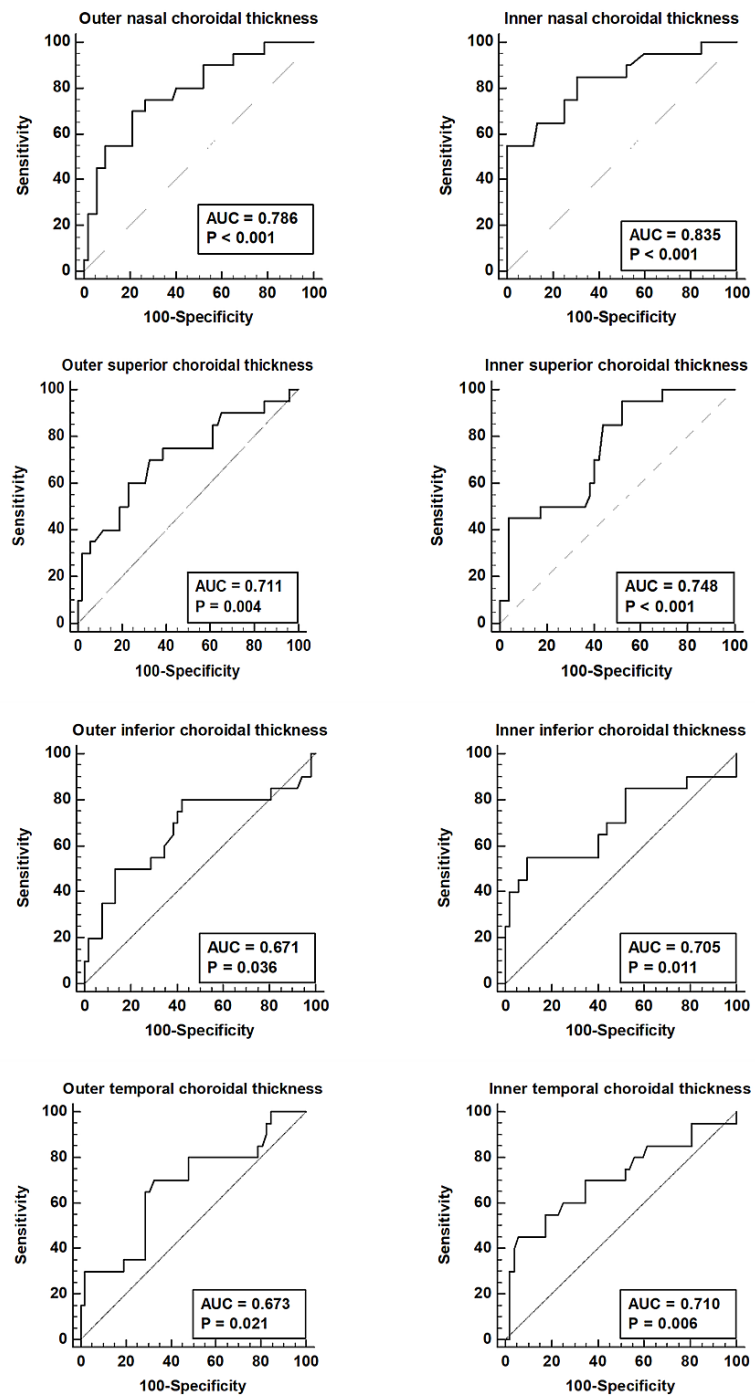 Outer nasal choroidal thickness
100
80
60
40
20
0
Sensitivity
AUC = 0.786
P < 0.001
0 20 40 60 80 100
100-Specificity
Inner nasal choroidal thickness
100
80
60
40
20
0
Sensitivity
AUC = 0.835
P < 0.001
0 20 40 60 80 100
100-Specificity
Outer superior choroidal thickness
100
80
60
40
20
0
Sensitivity
AUC = 0.711
P = 0.004
0 20 40 60 80 100
100-Specificity
Inner superior choroidal thickness
100
80
60
40
20
0
Sensitivity
AUC = 0.748
P < 0.001
0 20 40 60 80 100
100-Specificity
Outer inferior choroidal thickness
100
80
60
40
20
0
Sensitivity
AUC = 0.671
P = 0.036
0 20 40 60 80 100
100-Specificity
Inner inferior choroidal thickness
100
80
60
40
20
0
Sensitivity
AUC = 0.705
P = 0.011
0 20 40 60 80 100
100-Specificity
Outer temporal choroidal thickness
100
80
60
40
20
0
Sensitivity
AUC = 0.673
P = 0.021
0 20 40 60 80 100
100-Specificity
Inner temporal choroidal thickness
100
80
60
40
20
0
Sensitivity
AUC = 0.710
P = 0.006
0 20 40 60 80 100
100-Specificity